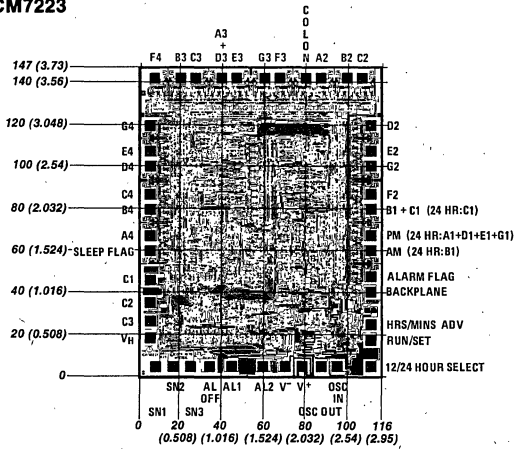 CM7223
A3
+
D3
COLON
F4 B3 C3 E3 G3 F3 A2 B2 C2
147 (3.73)
140 (3.56)
120 (3.048)
G4
D2
E4
E2
100 (2.54)
D4
G2
C4
F2
80 (2.032)
B4
B1 + C1 (24 HR:C1)
A4
PM (24 HR:A1+D1+E1+G1)
60 (1.524)
SLEEP FLAG
AM (24 HR:B1)
C1
ALARM FLAG
40 (1.016)
BACKPLANE
C2
C3
HRS/MINS ADV
20 (0.508)
VH
RUN/SET
0
12/24 HOUR SELECT
SN2 AL OFF AL1 AL2 V− V+ OSC IN
SN1 SN3 OSC OUT
0 20 40 60 80 100 116
(0.508) (1.016) (1.524) (2.032) (2.54) (2.95)